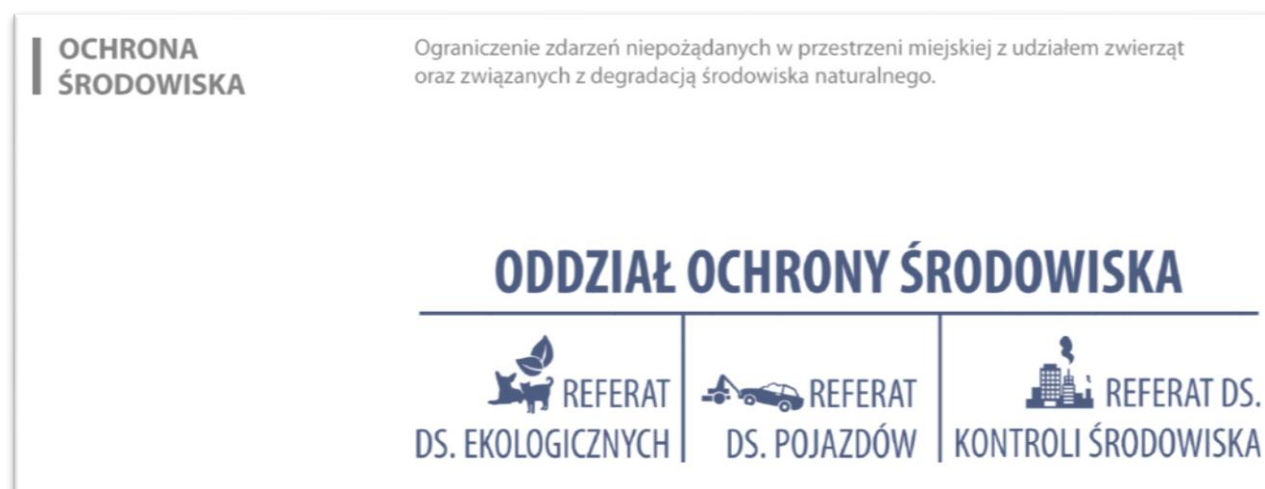 OCHRONA
ŚRODOWISKA
Ograniczenie zdarzeń niepożądanych w przestrzeni miejskiej z udziałem zwierząt
oraz związanych z degradacją środowiska naturalnego.
ODDZIAŁ OCHRONY ŚRODOWISKA
REFERAT
DS. EKOLOGICZNYCH
REFERAT
DS. POJAZDÓW
REFERAT DS.
KONTROLI ŚRODOWISKA